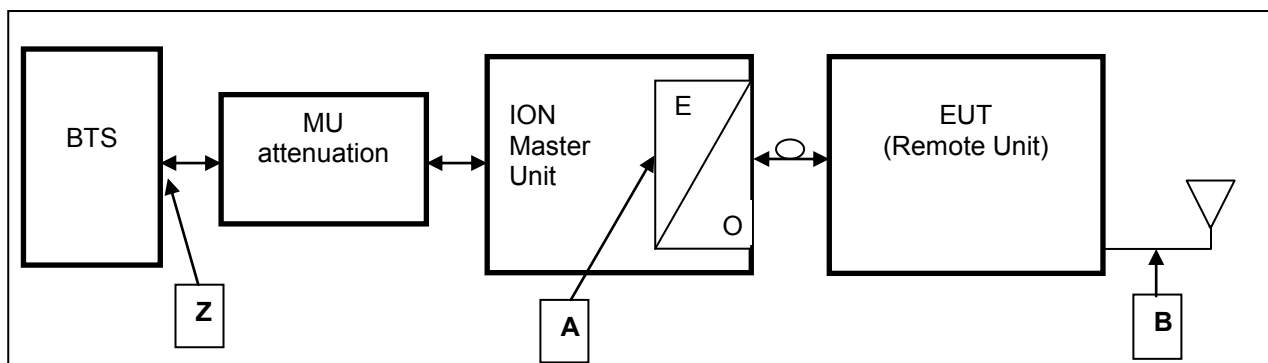 BTS
MU
attenuation
ION
Master
Unit
E
O
EUT
(Remote Unit)
Z
A
B